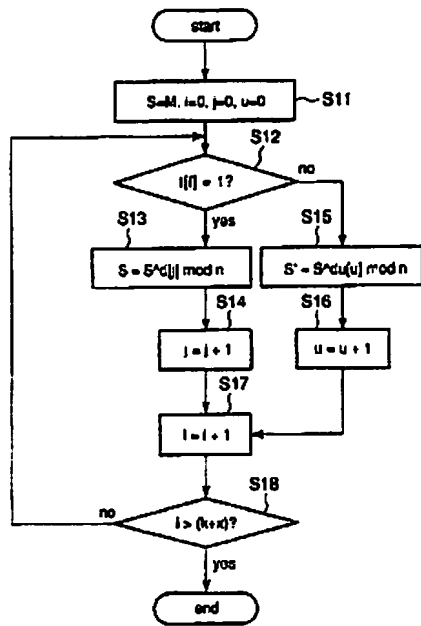 start
S=M, i=0, j=0, u=0
S11
S12
I[i] = 1?
no
yes
S13
S15
S = S^d[j] mod n
S* = S^du[u] mod n
S14
S16
j = j + 1
u = u + 1
S17
i = i + 1
S18
i > (k+x)?
no
yes
end